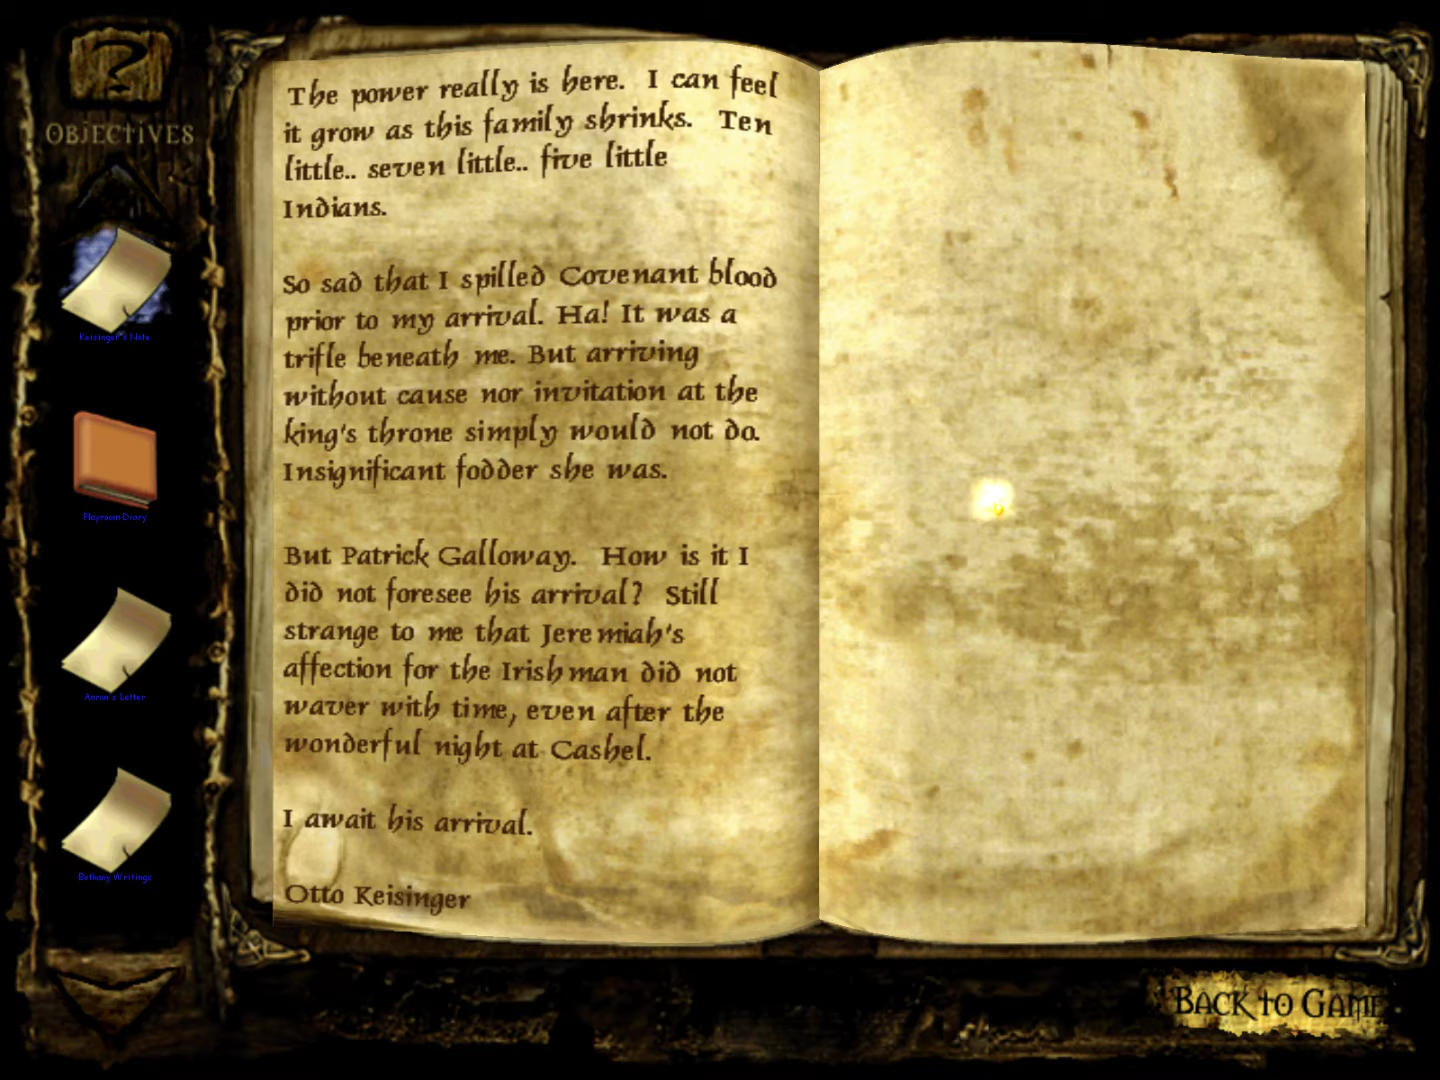 OBJECTIVES
Keisinger's Note
Playroom Diary
Aaron's Letter
Bethany Writings
The power really is here. I can feel
it grow as this family shrinks. Ten
little.. seven little.. five little
Indians.
So sad that I spilled Covenant blood
prior to my arrival. Ha! It was a
trifle beneath me. But arriving
without cause nor invitation at the
king's throne simply would not do.
Insignificant fodder she was.
But Patrick Galloway. How is it I
did not foresee his arrival? Still
strange to me that Jeremiah's
affection for the Irishman did not
waver with time, even after the
wonderful night at Cashel.
I await his arrival.
Otto Keisinger
BACK TO GAME